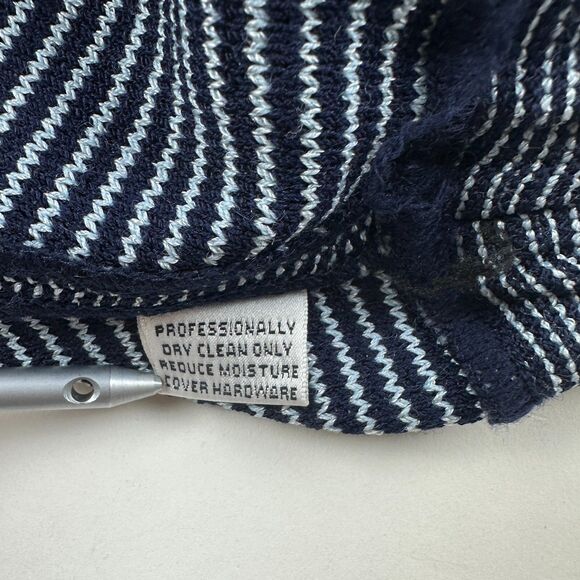 PROFESSIONALLY
DRY CLEAN ONLY
REDUCE MOISTURE
COVER HARDWARE